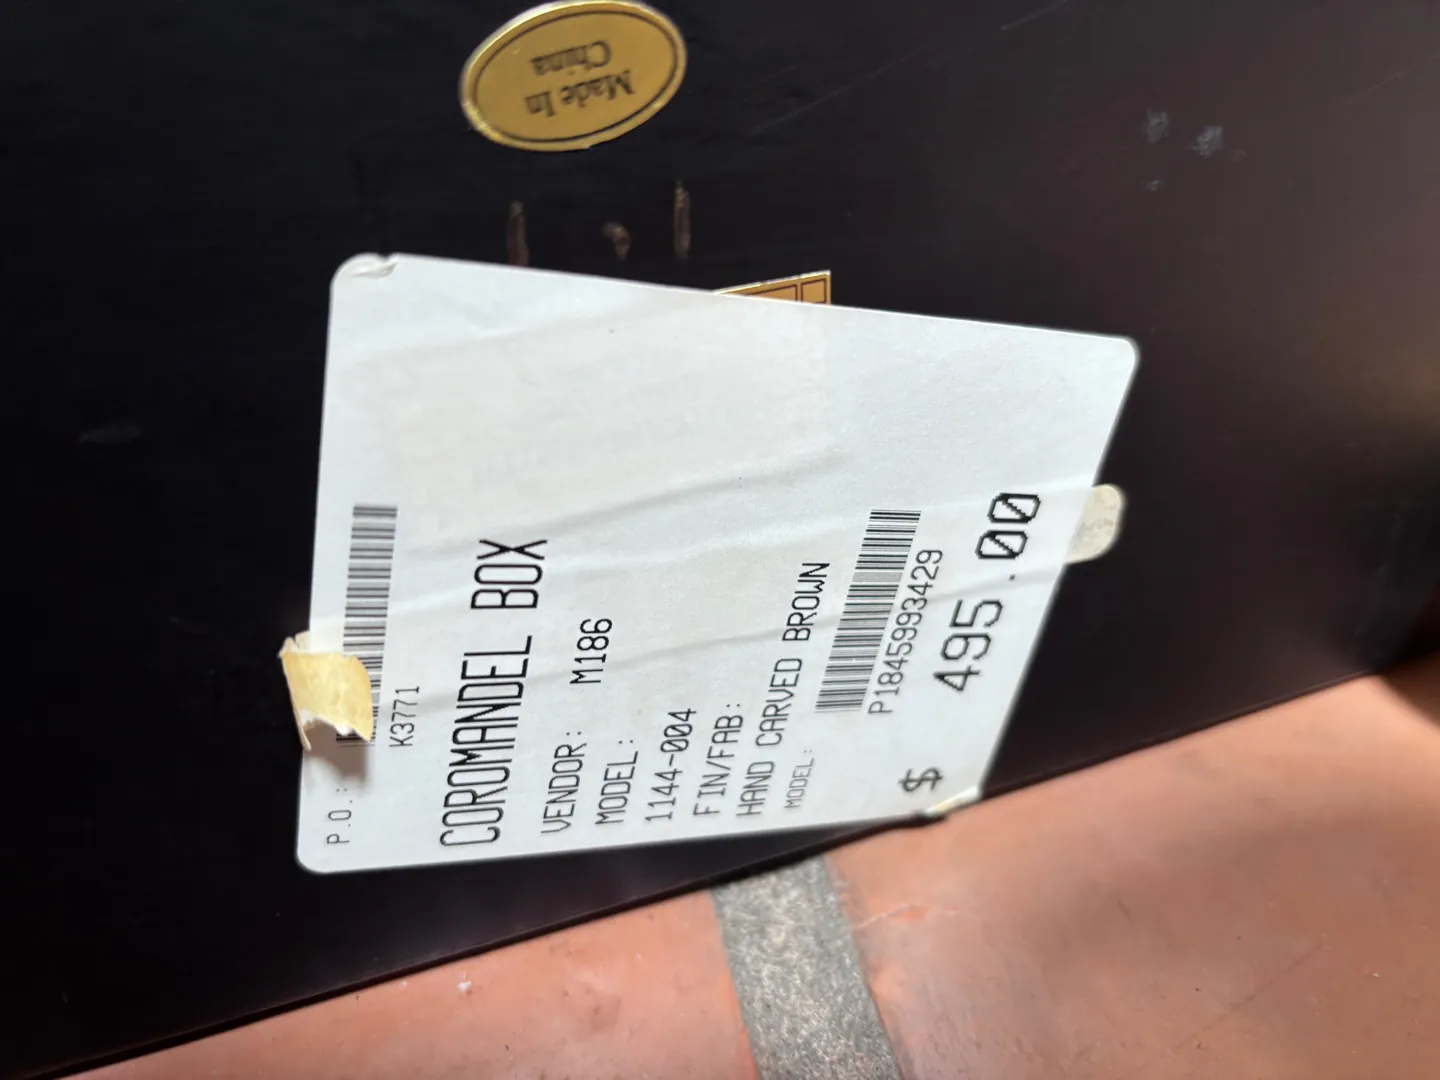 Made In
China
P.O.:
K3771
COROMANDEL BOX
VENDOR: M186
MODEL:
1144-004
FIN/FAB:
HAND CARVED BROWN
MODEL:
P1845993429
$ 495.00